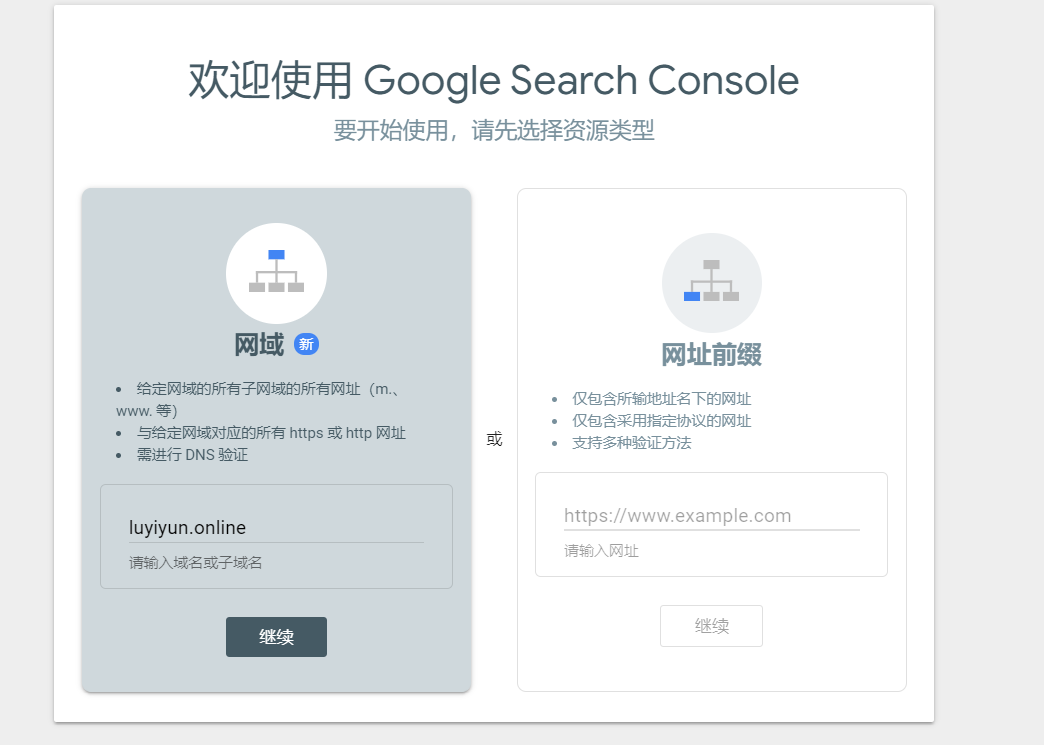 欢迎使用 Google Search Console
要开始使用，请先选择资源类型
网域 新
• 给定网域的所有子网域的所有网址（m.、
www. 等）
• 与给定网域对应的所有 https 或 http 网址
• 需进行 DNS 验证
luyiyun.online
请输入域名或子域名
继续
或
网址前缀
• 仅包含所输地址名下的网址
• 仅包含采用指定协议的网址
• 支持多种验证方法
https://www.example.com
请输入网址
继续